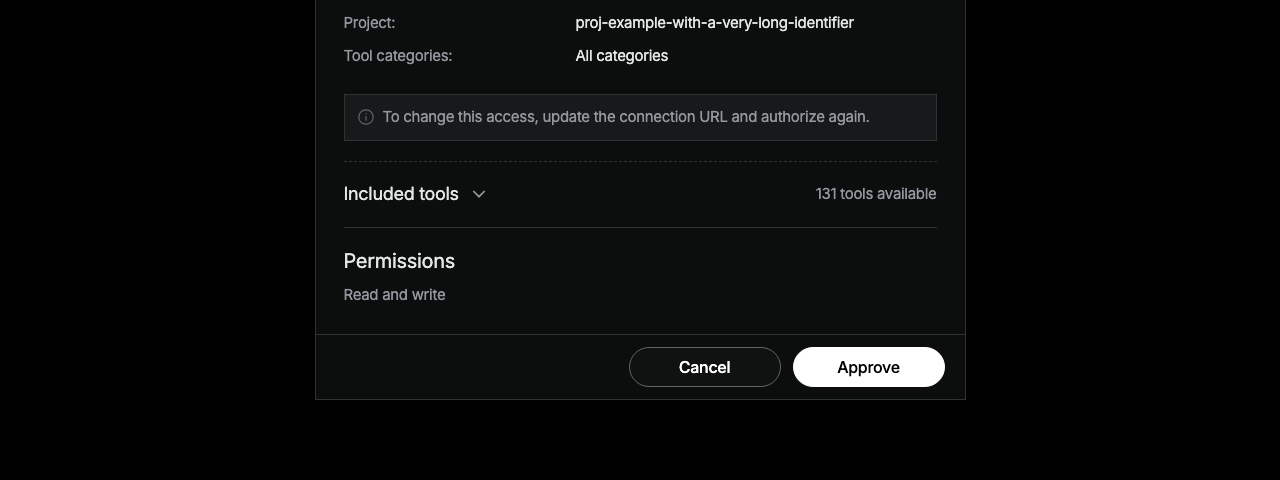 Project: proj-example-with-a-very-long-identifier
Tool categories: All categories
To change this access, update the connection URL and authorize again.
Included tools 131 tools available
Permissions
Read and write
Cancel Approve